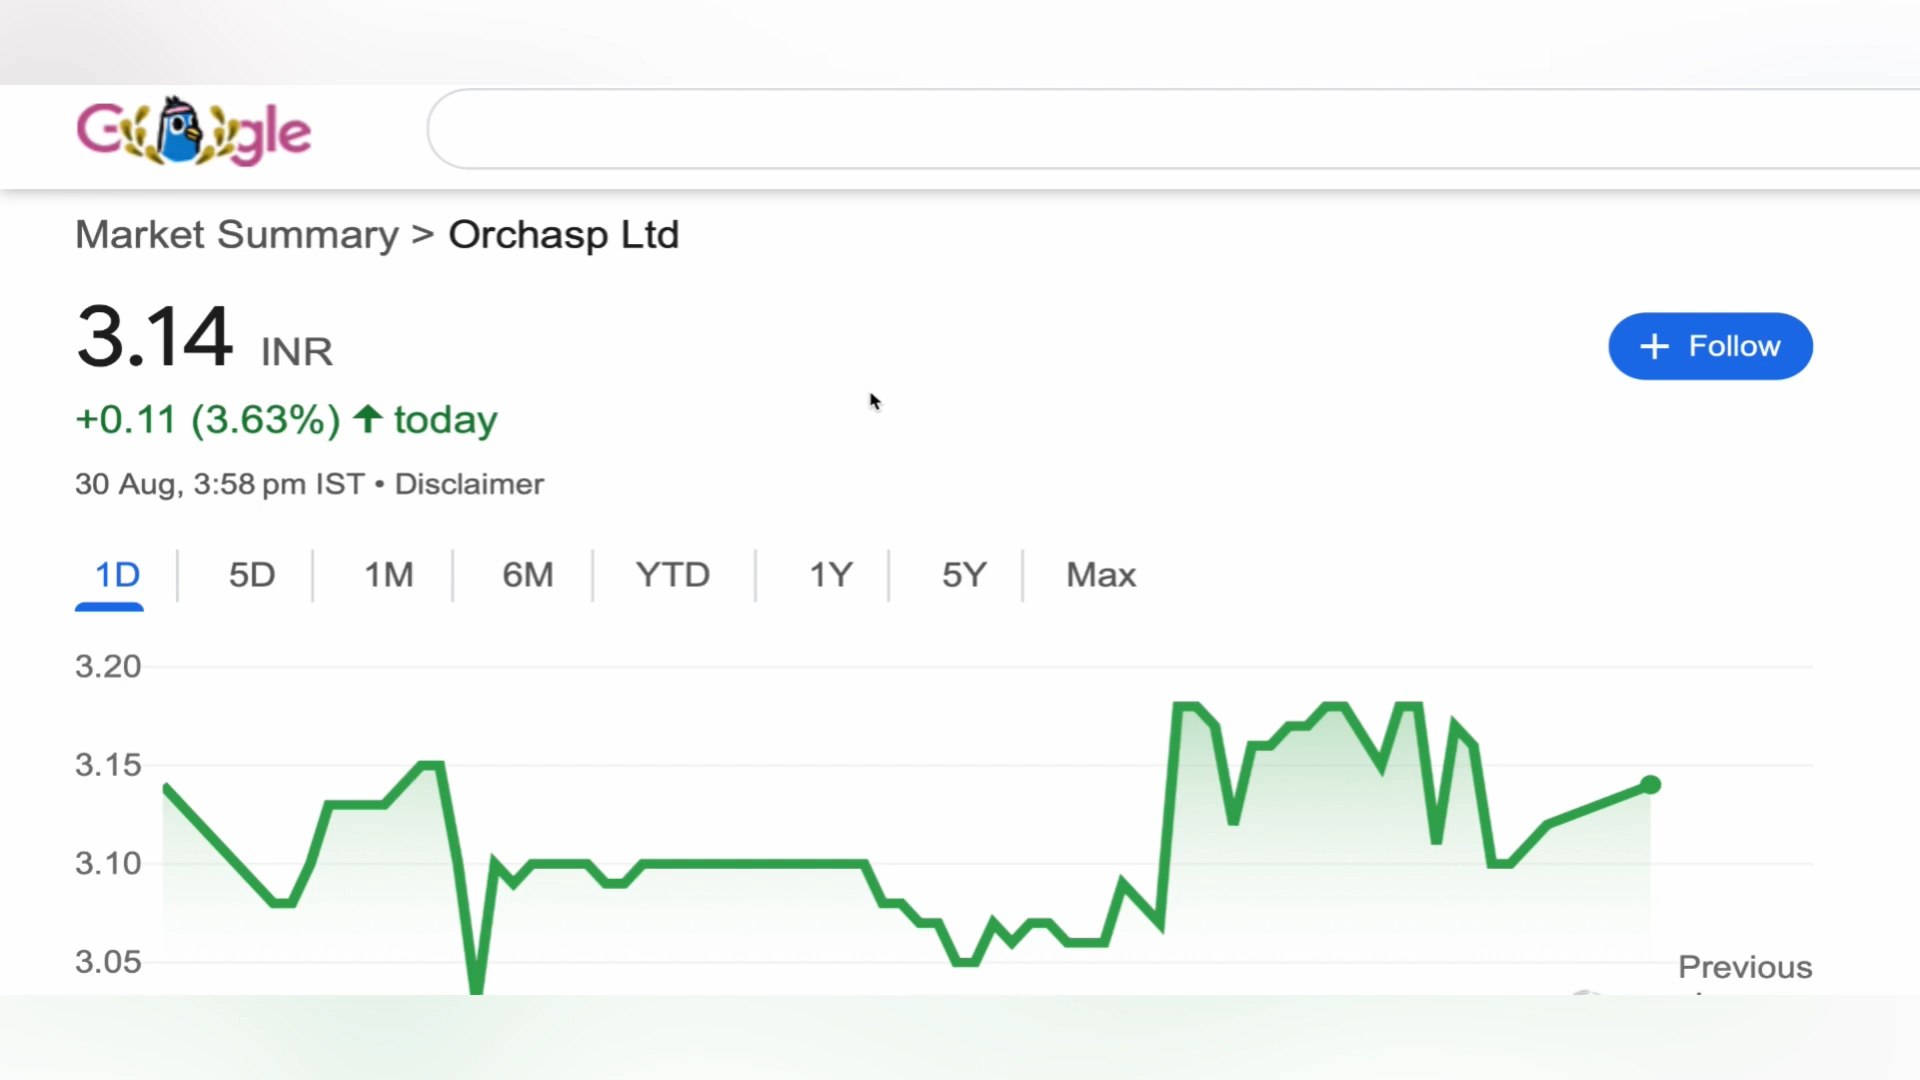 Google
Market Summary > Orchasp Ltd
3.14 INR
+ Follow
+0.11 (3.63%) ↑ today
30 Aug, 3:58 pm IST • Disclaimer
1D 5D 1M 6M YTD 1Y 5Y Max
3.20
3.15
3.10
3.05
Previous